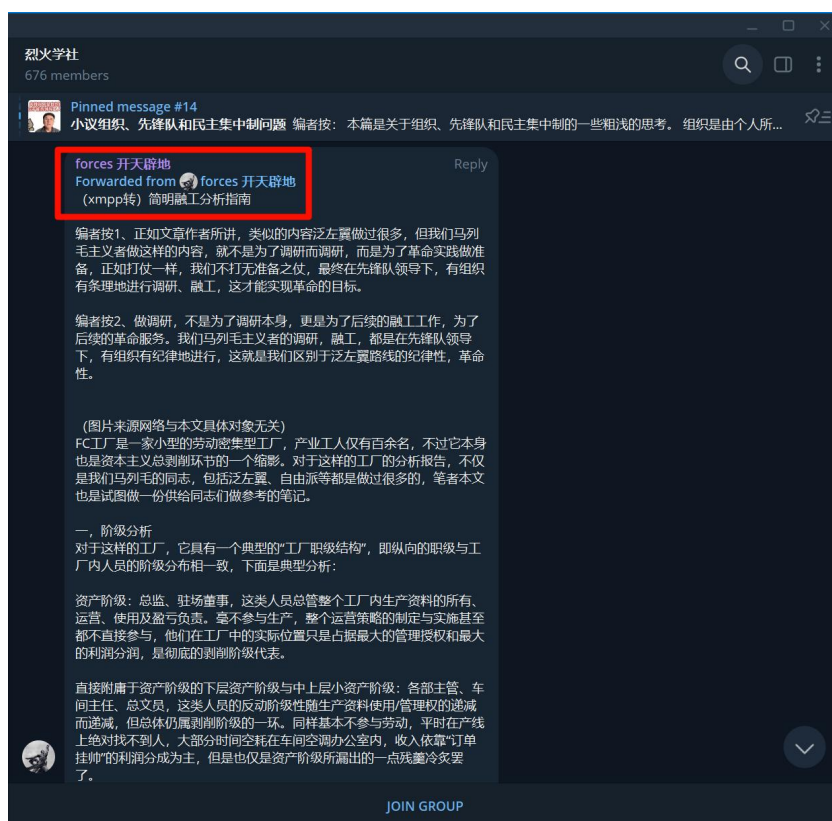 烈火学社
676 members
Pinned message #14
小议组织、先锋队和民主集中制问题 编者按： 本篇是关于组织、先锋队和民主集中制的一些粗浅的思考。 组织是由个人所...
forces 开天辟地 Reply
Forwarded from forces 开天辟地
（xmpp转）简明融工分析指南
编者按1、正如文章作者所讲，类似的内容泛左翼做过很多，但我们马列
毛主义者做这样的内容，就不是为了调研而调研，而是为了革命实践做准
备，正如打仗一样，我们不打无准备之仗，最终在先锋队领导下，有组织
有条理地进行调研、融工，这才能实现革命的目标。
编者按2、做调研，不是为了调研本身，更是为了后续的融工工作，为了
后续的革命服务。我们马列毛主义者的调研，融工，都是在先锋队领导
下，有组织有纪律地进行，这就是我们区别于泛左翼路线的纪律性，革命
性。
（图片来源网络与本文具体对象无关）
FC工厂是一家小型的劳动密集型工厂，产业工人仅有百余名，不过它本身
也是资本主义总剥削环节的一个缩影。对于这样的工厂的分析报告，不仅
是我们马列毛的同志，包括泛左翼、自由派等都是做过很多的，笔者本文
也是试图做一份供给同志们做参考的笔记。
一，阶级分析
对于这样的工厂，它具有一个典型的“工厂职级结构”，即纵向的职级与工
厂内人员的阶级分布相一致，下面是典型分析：
资产阶级：总监、驻场董事，这类人员总管整个工厂内生产资料的所有、
运营、使用及盈亏负责。毫不参与生产，整个运营策略的制定与实施甚至
都不直接参与，他们在工厂中的实际位置只是占据最大的管理授权和最大
的利润分润，是彻底的剥削阶级代表。
直接附庸于资产阶级的下层资产阶级与中上层小资产阶级：各部主管、车
间主任、总文员，这类人员的反动阶级性随生产资料使用/管理权的递减
而递减，但总体仍属剥削阶级的一环。同样基本不参与劳动，平时在产线
上绝对找不到人，大部分时间空耗在车间空调办公室内，收入依靠“订单
挂帅”的利润分成为主，但是也仅是资产阶级所漏出的一点残羹冷炙罢
了。
JOIN GROUP